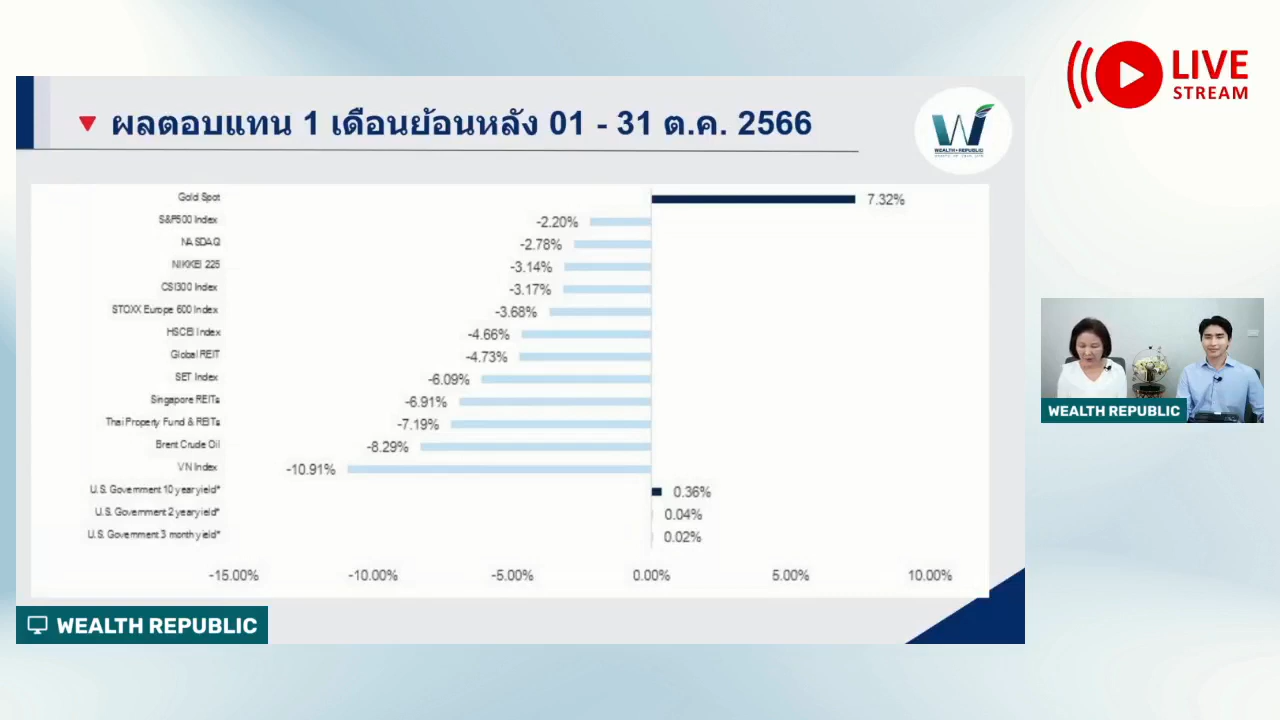 LIVE
STREAM
ผลตอบแทน 1 เดือนย้อนหลัง 01 - 31 ต.ค. 2566
WEALTH REPUBLIC
Gold Spot 7.32%
S&P500 Index -2.20%
NASDAQ -2.78%
NIKKEI 225 -3.14%
CSI300 Index -3.17%
STOXX Europe 600 Index -3.68%
HSCEI Index -4.66%
Global REIT -4.73%
SET Index -6.09%
Singapore REITs -6.91%
Thai Property Fund & REITs -7.19%
Brent Crude Oil -8.29%
VN Index -10.91%
U.S. Government 10 year yield* 0.36%
U.S. Government 2 year yield* 0.04%
U.S. Government 3 month yield* 0.02%
-15.00% -10.00% -5.00% 0.00% 5.00% 10.00%
WEALTH REPUBLIC
WEALTH REPUBLIC